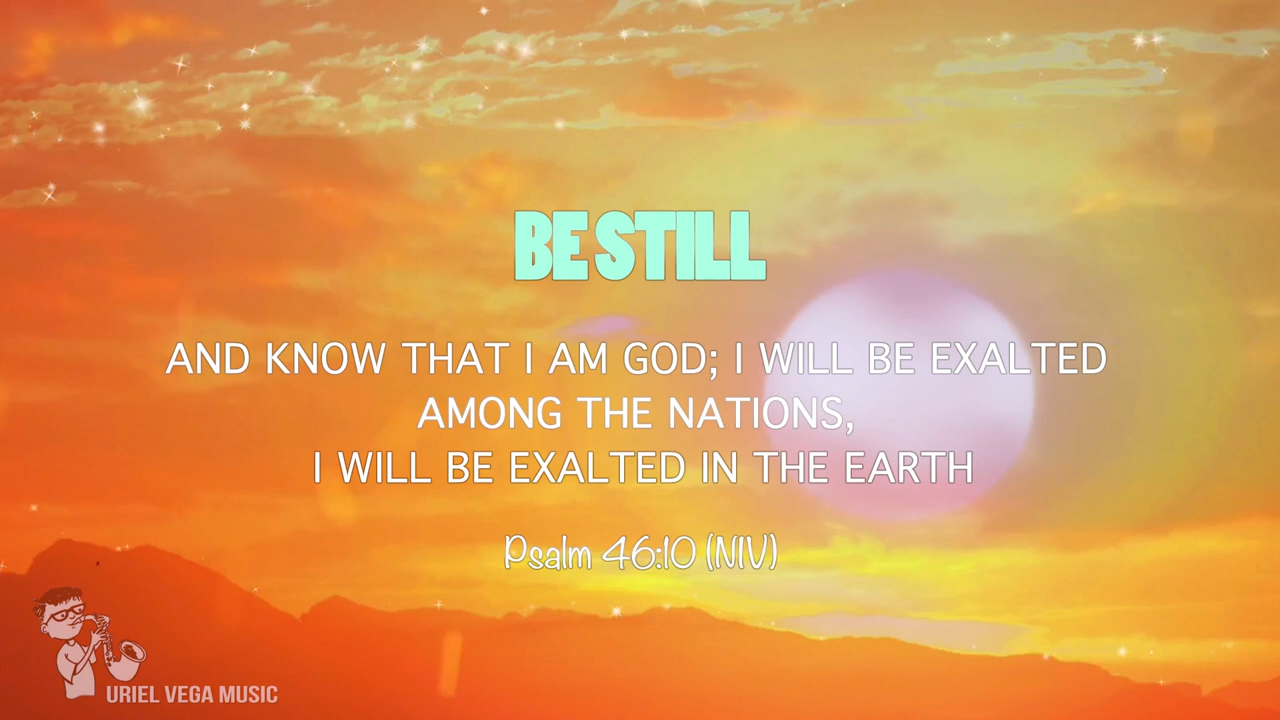 BE STILL
AND KNOW THAT I AM GOD; I WILL BE EXALTED
AMONG THE NATIONS,
I WILL BE EXALTED IN THE EARTH
Psalm 46:10 (NIV)
URIEL VEGA MUSIC